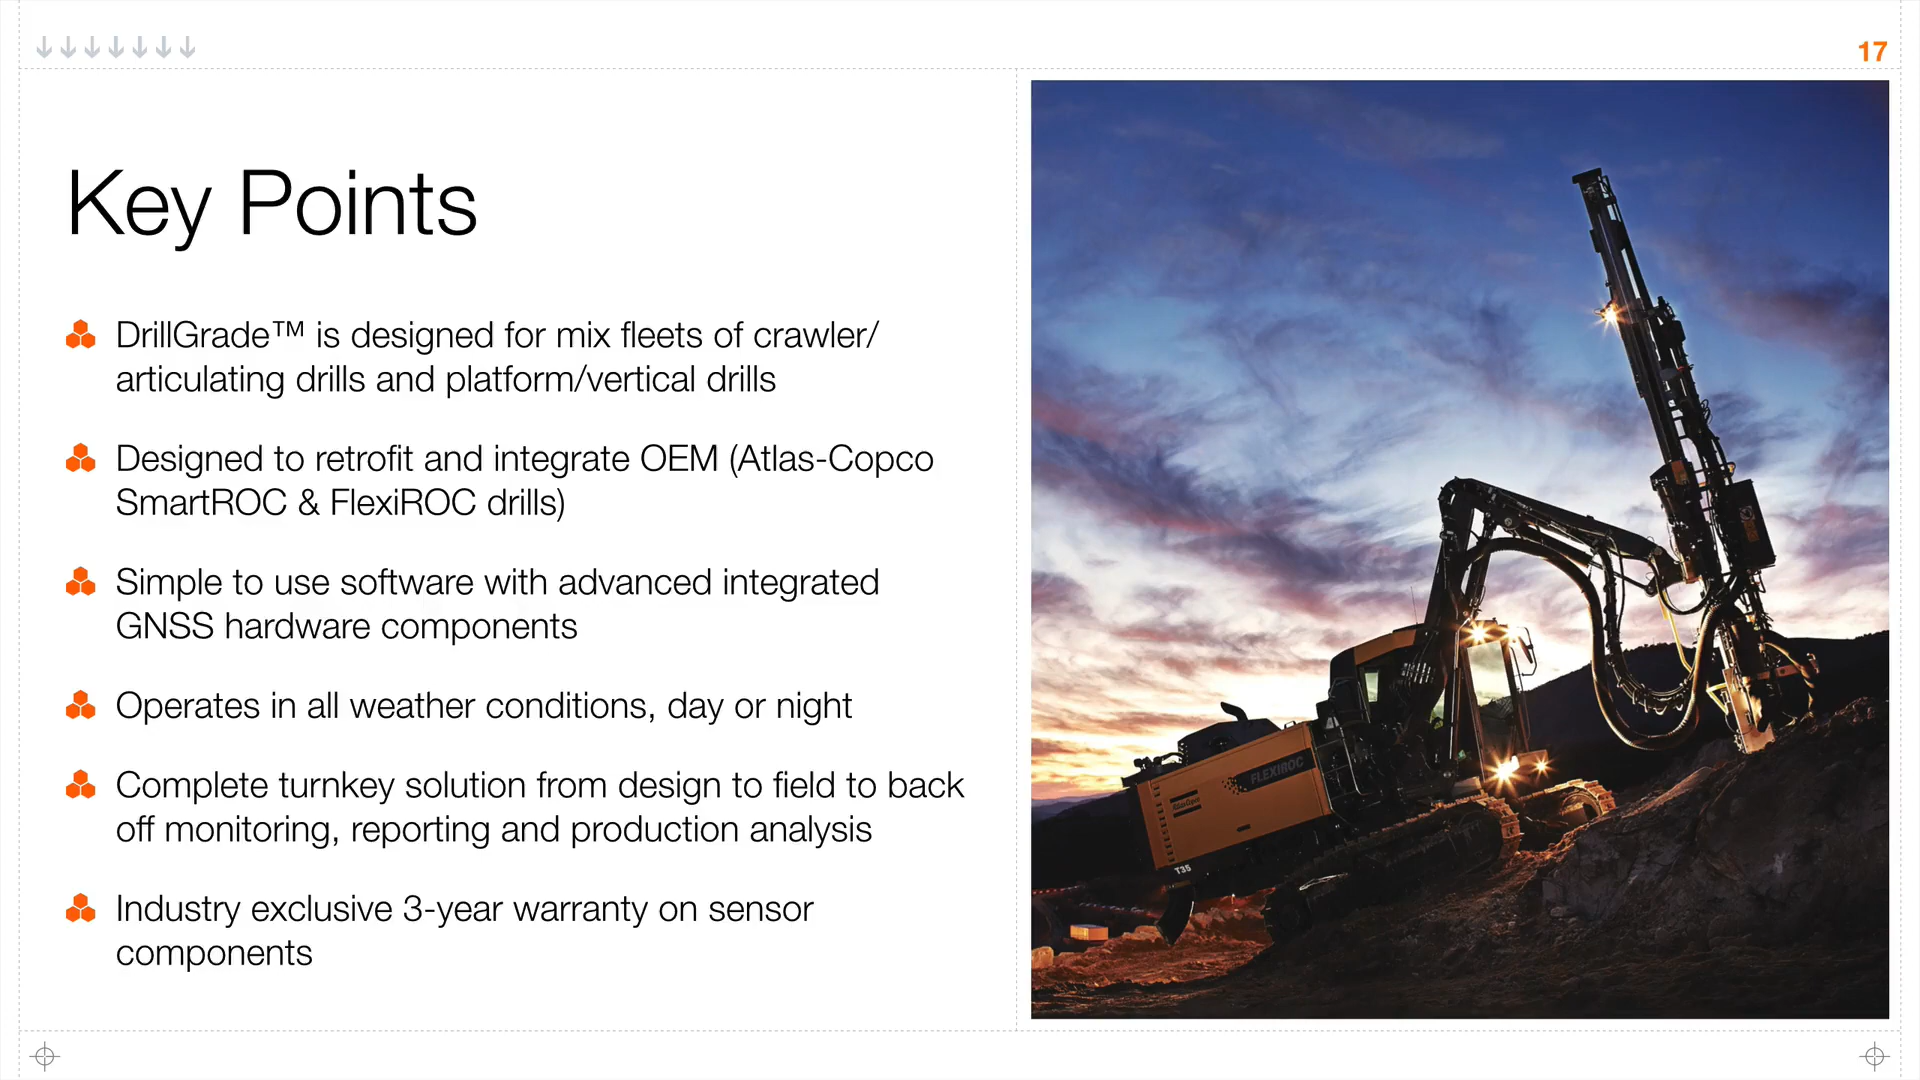 17
Key Points
DrillGrade™ is designed for mix fleets of crawler/
articulating drills and platform/vertical drills
Designed to retrofit and integrate OEM (Atlas-Copco
SmartROC & FlexiROC drills)
Simple to use software with advanced integrated
GNSS hardware components
Operates in all weather conditions, day or night
Complete turnkey solution from design to field to back
off monitoring, reporting and production analysis
Industry exclusive 3-year warranty on sensor
components
FLEXIROC
Atlas Copco
T35